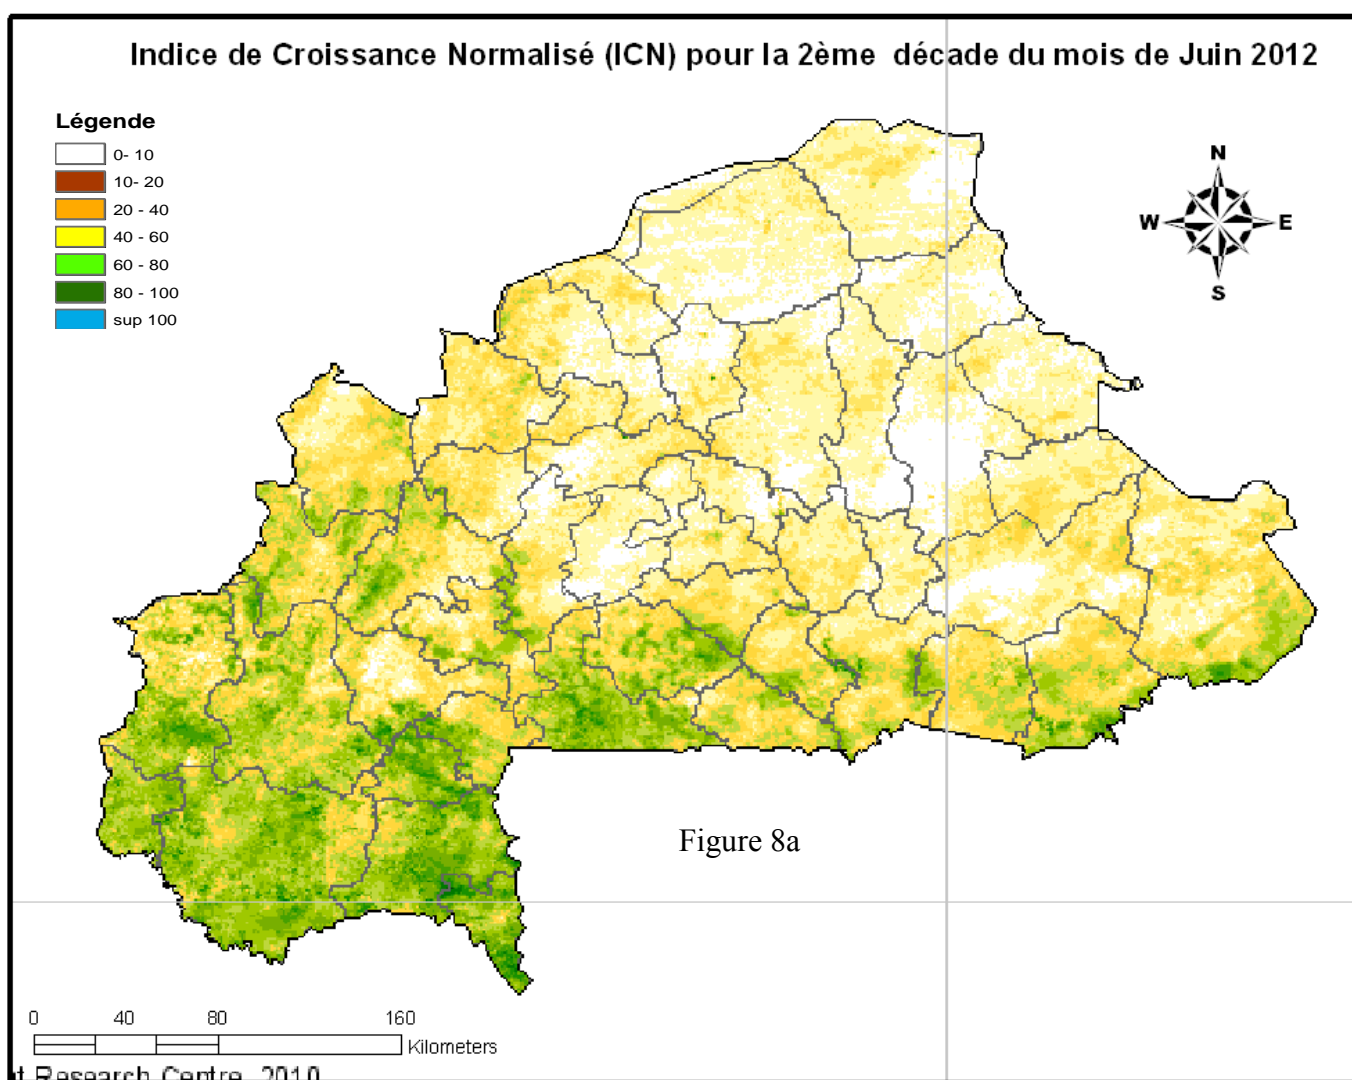 Indice de Croissance Normalisé (ICN) pour la 2ème décade du mois de Juin 2012
Légende
0- 10
10- 20
20 - 40
40 - 60
60 - 80
80 - 100
sup 100
N
W E
S
Figure 8a
0 40 80 160
Kilometers
t Research Centre, 2010